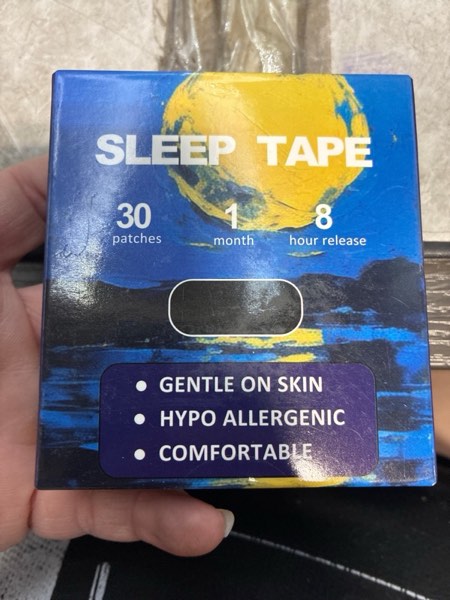 SLEEP TAPE
30 1 8
patches month hour release
• GENTLE ON SKIN
• HYPO ALLERGENIC
• COMFORTABLE